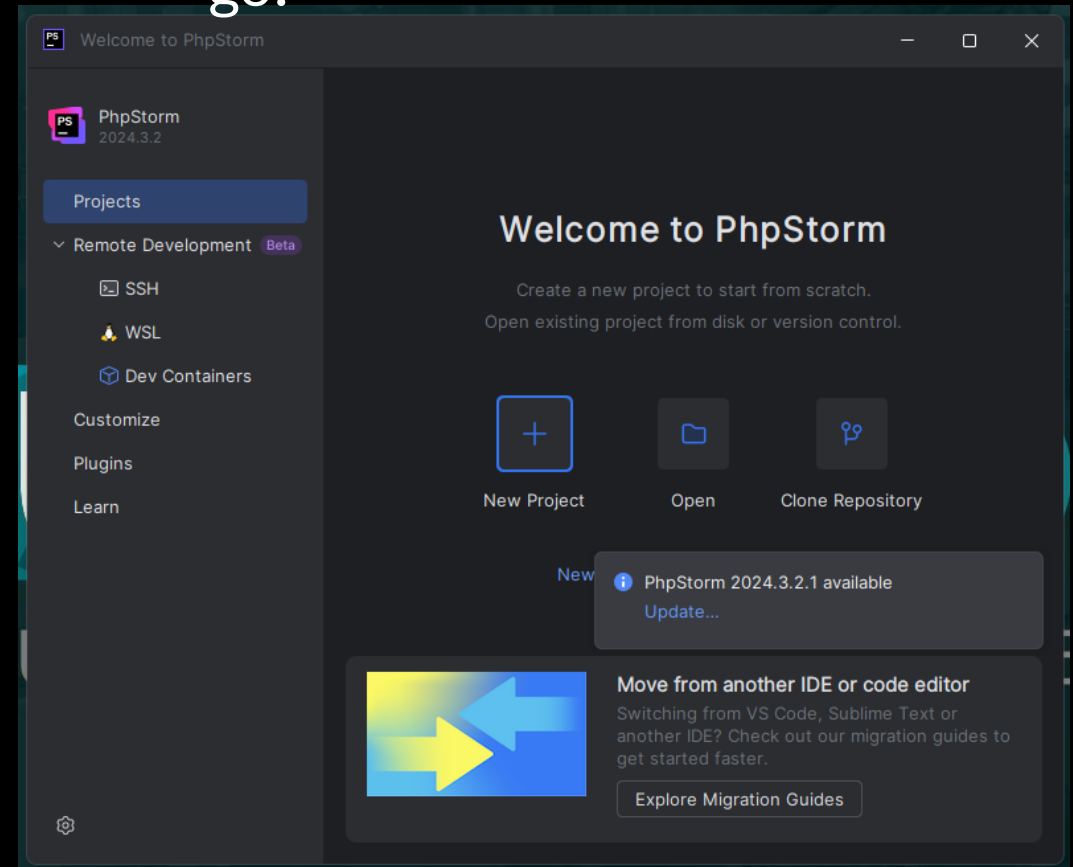 go!
PS
Welcome to PhpStorm
PS
PhpStorm
2024.3.2
Projects
Remote Development Beta
SSH
WSL
Dev Containers
Customize
Plugins
Learn
Welcome to PhpStorm
Create a new project to start from scratch.
Open existing project from disk or version control.
New Project
Open
Clone Repository
New
PhpStorm 2024.3.2.1 available
Update...
Move from another IDE or code editor
Switching from VS Code, Sublime Text or
another IDE? Check out our migration guides to
get started faster.
Explore Migration Guides